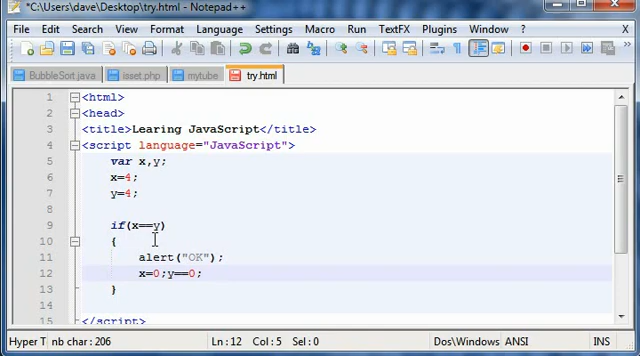 *C:\Users\dave\Desktop\try.html - Notepad++
File Edit Search View Format Language Settings Macro Run TextFX Plugins Window ?
BubbleSort.java isset.php mytube try.html
1 <html>
2 <head>
3 <title>Learing JavaScript</title>
4 <script language="JavaScript">
5 var x,y;
6 x=4;
7 y=4;
8
9 if(x==y)
10 {
11 alert("OK");
12 x=0;y==0;
13 }
14
15 </script>
Hyper T nb char : 206 Ln : 12 Col : 5 Sel : 0 Dos\Windows ANSI INS